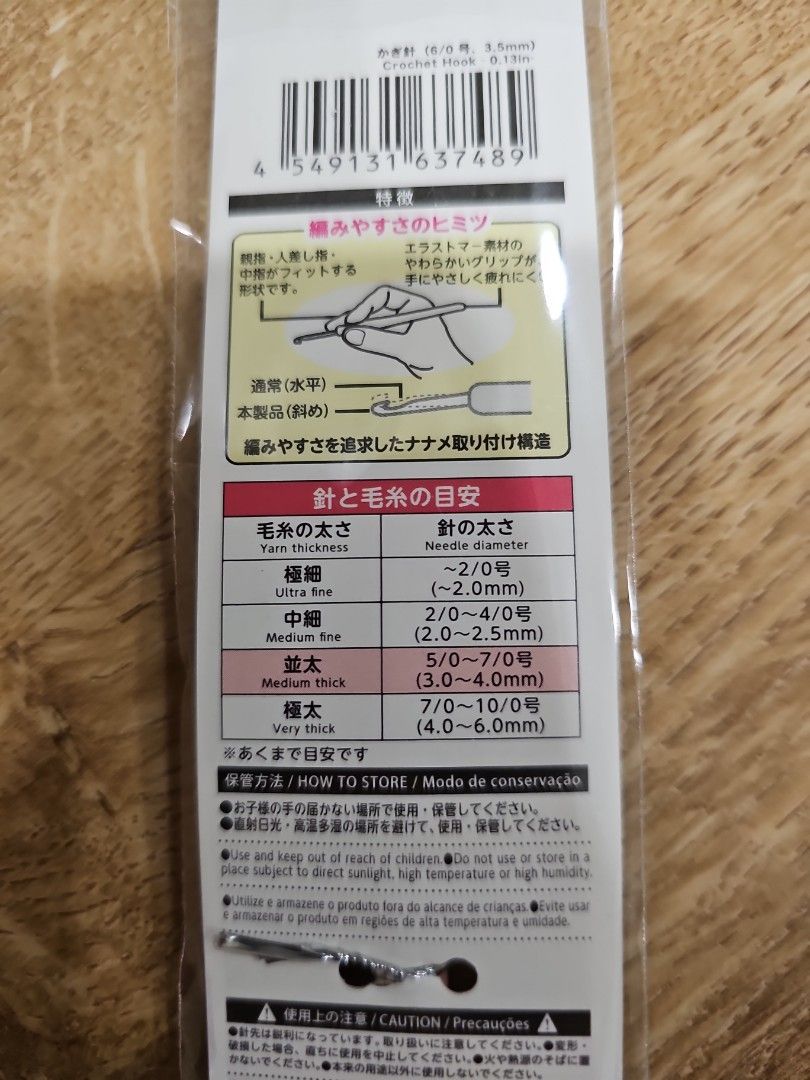 かぎ針（6/0 号、3.5mm）
Crochet Hook・0.13in・
4 549131 637489
特徴
編みやすさのヒミツ
親指・人差し指・
中指がフィットする
形状です。
エラストマー素材の
やわらかいグリップが、
手にやさしく疲れにくい
通常（水平）
本製品（斜め）
編みやすさを追求したナナメ取り付け構造
針と毛糸の目安
毛糸の太さ 針の太さ
Yarn thickness Needle diameter
極細 ～2/0号
Ultra fine (～2.0mm)
中細 2/0～4/0号
Medium fine (2.0～2.5mm)
並太 5/0～7/0号
Medium thick (3.0～4.0mm)
極太 7/0～10/0号
Very thick (4.0～6.0mm)
※あくまで目安です
保管方法 / HOW TO STORE / Modo de conservação
●お子様の手の届かない場所で使用・保管してください。
●直射日光・高温多湿の場所を避けて、使用・保管してください。
●Use and keep out of reach of children.●Do not use or store in a
place subject to direct sunlight, high temperature or high humidity.
●Utilize e armazene o produto fora do alcance de crianças.●Evite usar
e armazenar o produto em regiões de alta temperatura e umidade.
使用上の注意 / CAUTION / Precauções
●針先は鋭利になっています。取り扱いに注意してください。●変形・
破損した場合、直ちに使用を中止してください。●火や熱源のそばに置
かないでください。●本来の用途以外に使用しないでください。